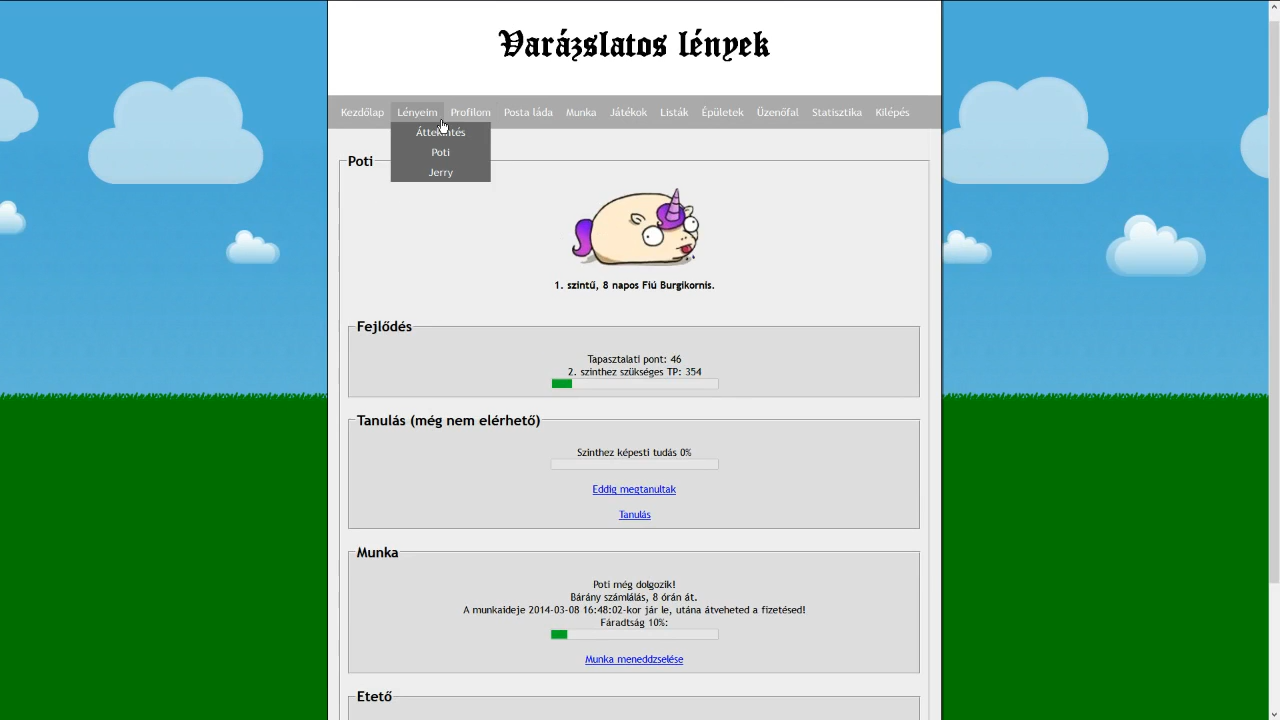 Varázslatos lények
Kezdőlap Lényeim Profilom Posta láda Munka Játékok Listák Épületek Üzenőfal Statisztika Kilépés
Áttekintés
Poti
Jerry
Poti
1. szintű, 8 napos Fiú Burgikornis.
Fejlődés
Tapasztalati pont: 46
2. szinthez szükséges TP: 354
Tanulás (még nem elérhető)
Szinthez képesti tudás 0%
Eddig megtanultak
Tanulás
Munka
Poti még dolgozik!
Bárány számlálás, 8 órán át.
A munkaideje 2014-03-08 16:48:02-kor jár le, utána átveheted a fizetésed!
Fáradtság 10%:
Munka meneddzselése
Etető